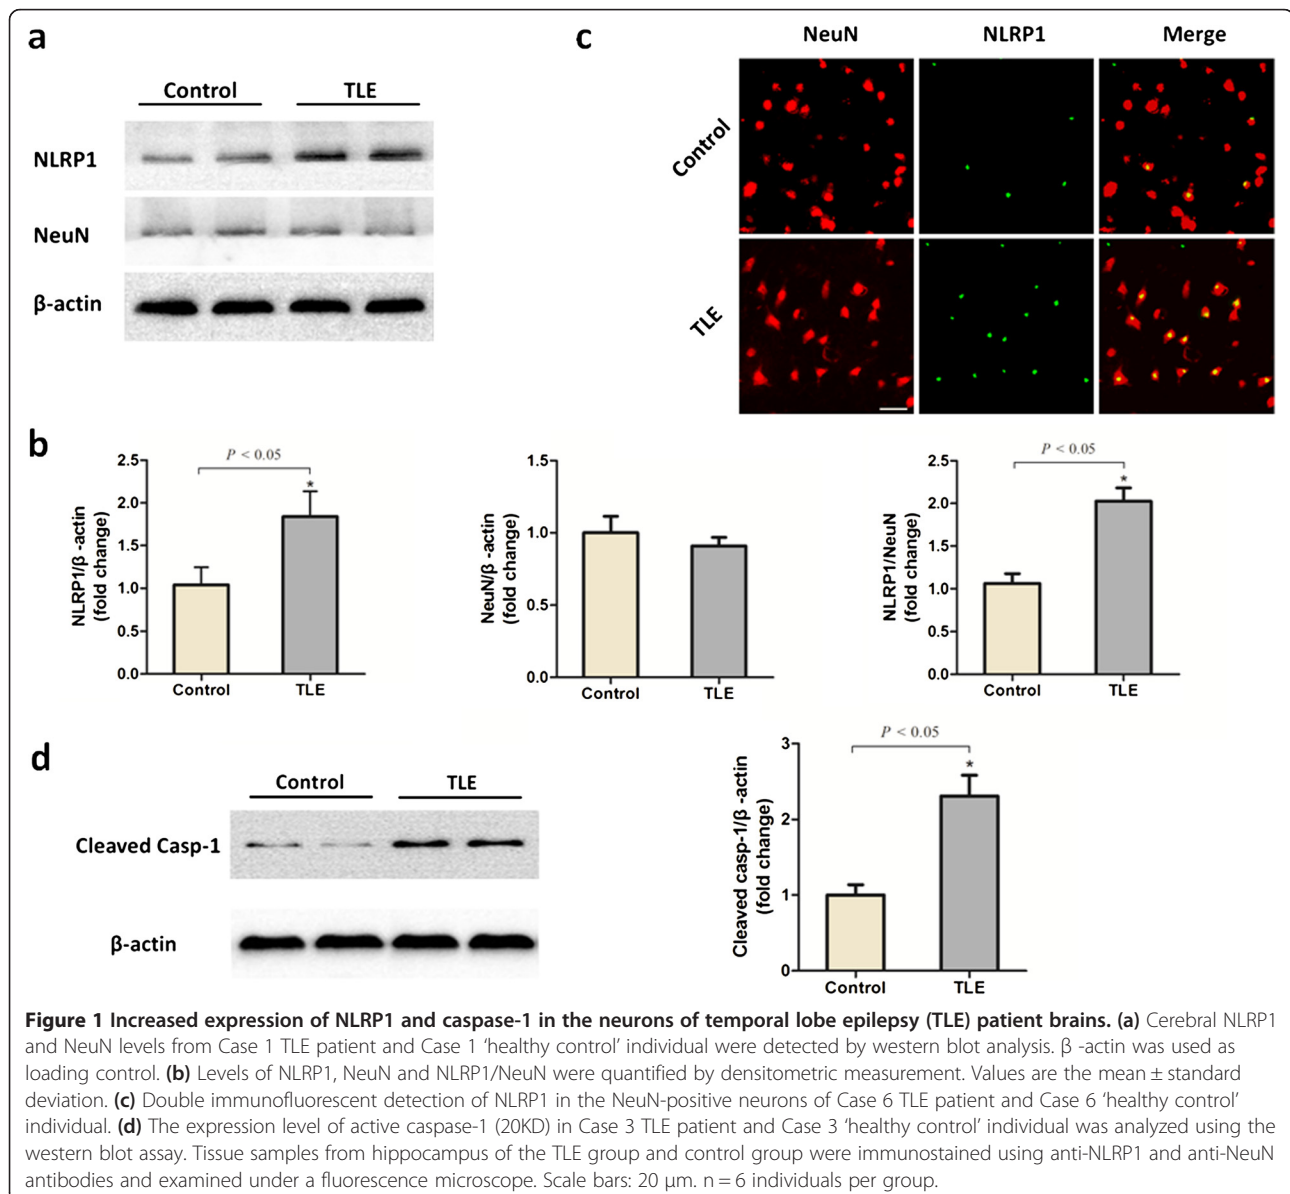 a
Control TLE
NLRP1
NeuN
β-actin
c
NeuN NLRP1 Merge
Control
TLE
b
P < 0.05
*
2.5
2.0
1.5
1.0
0.5
0.0
NLRP1/β -actin
(fold change)
Control TLE
1.5
1.0
0.5
0.0
NeuN/β -actin
(fold change)
Control TLE
P < 0.05
*
2.5
2.0
1.5
1.0
0.5
0.0
NLRP1/NeuN
(fold change)
Control TLE
d
Control TLE
Cleaved Casp-1
β-actin
P < 0.05
*
3
2
1
0
Cleaved casp-1/β -actin
(fold change)
Control TLE
Figure 1 Increased expression of NLRP1 and caspase-1 in the neurons of temporal lobe epilepsy (TLE) patient brains. (a) Cerebral NLRP1
and NeuN levels from Case 1 TLE patient and Case 1 ‘healthy control’ individual were detected by western blot analysis. β -actin was used as
loading control. (b) Levels of NLRP1, NeuN and NLRP1/NeuN were quantified by densitometric measurement. Values are the mean ± standard
deviation. (c) Double immunofluorescent detection of NLRP1 in the NeuN-positive neurons of Case 6 TLE patient and Case 6 ‘healthy control’
individual. (d) The expression level of active caspase-1 (20KD) in Case 3 TLE patient and Case 3 ‘healthy control’ individual was analyzed using the
western blot assay. Tissue samples from hippocampus of the TLE group and control group were immunostained using anti-NLRP1 and anti-NeuN
antibodies and examined under a fluorescence microscope. Scale bars: 20 μm. n = 6 individuals per group.